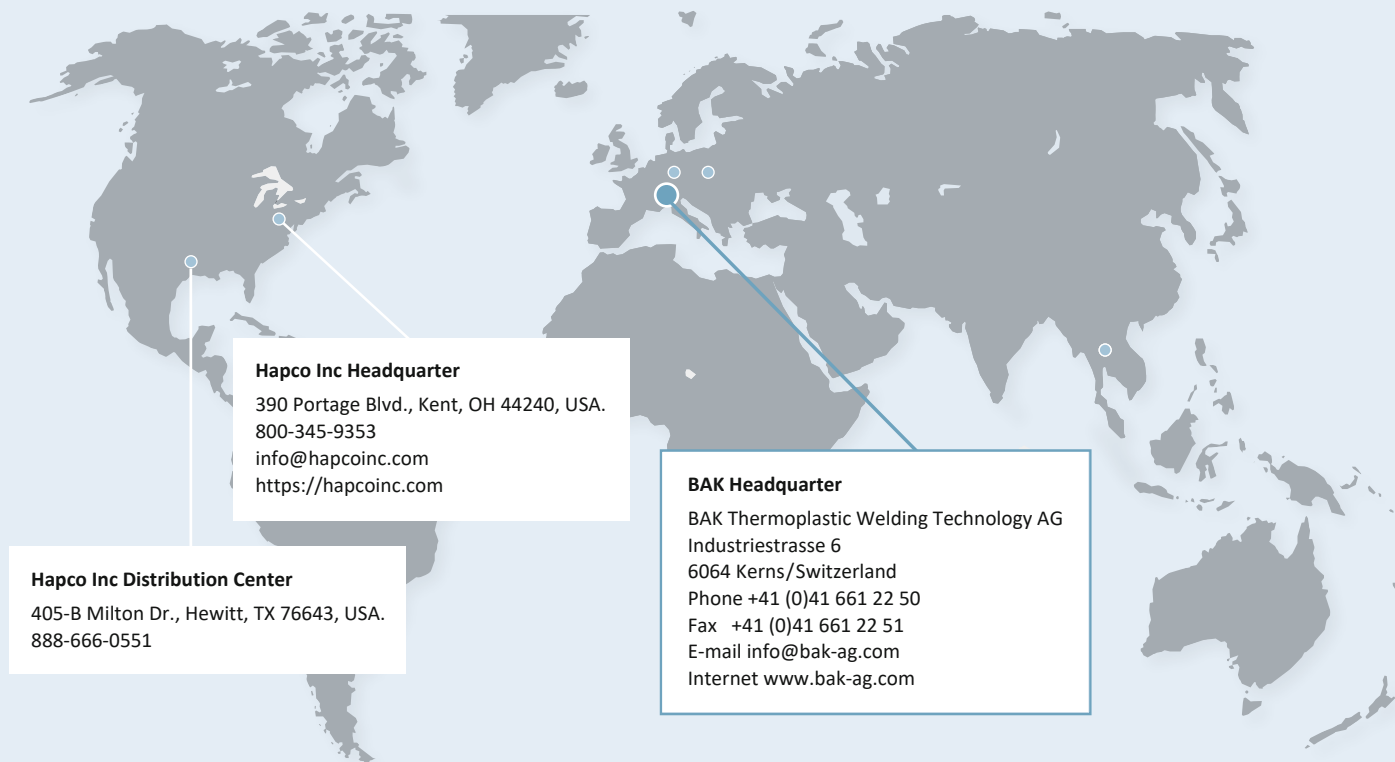 Hapco Inc Headquarter
390 Portage Blvd., Kent, OH 44240, USA.
800-345-9353
info@hapcoinc.com
https://hapcoinc.com
Hapco Inc Distribution Center
405-B Milton Dr., Hewitt, TX 76643, USA.
888-666-0551
BAK Headquarter
BAK Thermoplastic Welding Technology AG
Industriestrasse 6
6064 Kerns/Switzerland
Phone +41 (0)41 661 22 50
Fax +41 (0)41 661 22 51
E-mail info@bak-ag.com
Internet www.bak-ag.com